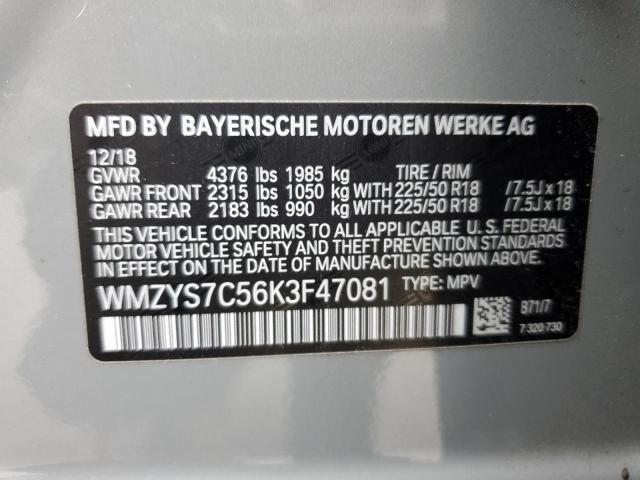 MFD BY BAYERISCHE MOTOREN WERKE AG
12/18
GVWR 4376 lbs 1985 kg TIRE / RIM
GAWR FRONT 2315 lbs 1050 kg WITH 225/50 R18 /7.5J x 18
GAWR REAR 2183 lbs 990 kg WITH 225/50 R18 /7.5J x 18
THIS VEHICLE CONFORMS TO ALL APPLICABLE U. S. FEDERAL
MOTOR VEHICLE SAFETY AND THEFT PREVENTION STANDARDS
IN EFFECT ON THE DATE OF MANUFACTURE SHOWN ABOVE.
WMZYS7C56K3F47081 TYPE: MPV
B71/7
7 320 730